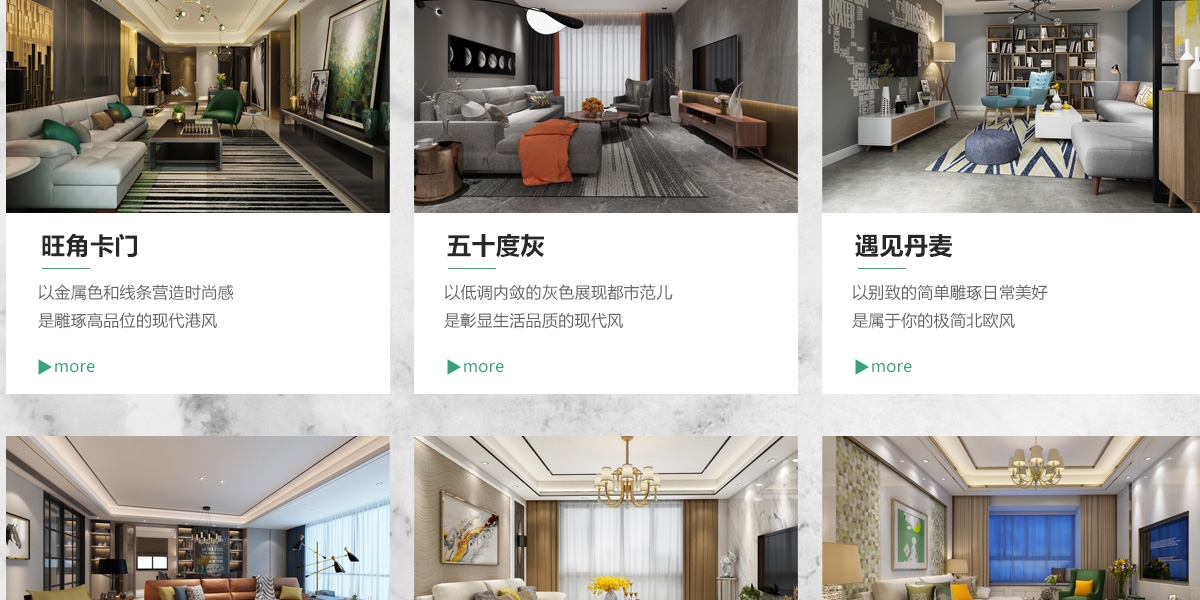 旺角卡门
以金属色和线条营造时尚感
是雕琢高品位的现代港风
▶more
五十度灰
以低调内敛的灰色展现都市范儿
是彰显生活品质的现代风
▶more
遇见丹麦
以别致的简单雕琢日常美好
是属于你的极简北欧风
▶more